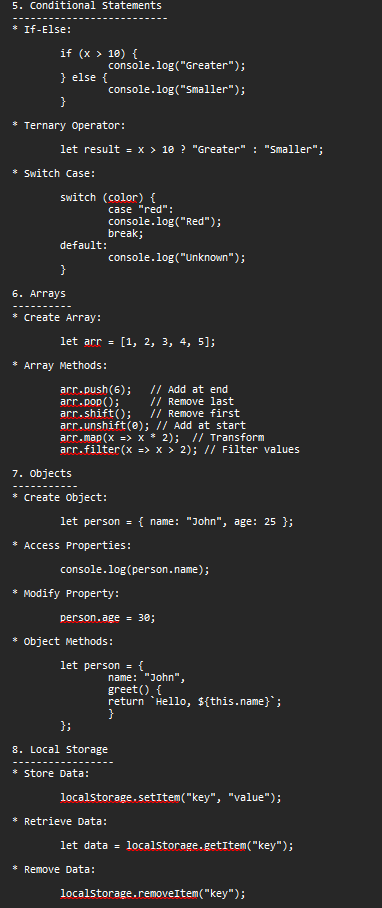 5. Conditional Statements
--------------------------
* If-Else:
if (x > 10) {
console.log("Greater");
} else {
console.log("Smaller");
}
* Ternary Operator:
let result = x > 10 ? "Greater" : "Smaller";
* Switch Case:
switch (color) {
case "red":
console.log("Red");
break;
default:
console.log("Unknown");
}
6. Arrays
----------
* Create Array:
let arr = [1, 2, 3, 4, 5];
* Array Methods:
arr.push(6);   // Add at end
arr.pop();     // Remove last
arr.shift();   // Remove first
arr.unshift(0); // Add at start
arr.map(x => x * 2);  // Transform
arr.filter(x => x > 2); // Filter values
7. Objects
-----------
* Create Object:
let person = { name: "John", age: 25 };
* Access Properties:
console.log(person.name);
* Modify Property:
person.age = 30;
* Object Methods:
let person = {
name: "John",
greet() {
return `Hello, ${this.name}`;
}
};
8. Local Storage
-----------------
* Store Data:
localStorage.setItem("key", "value");
* Retrieve Data:
let data = localStorage.getItem("key");
* Remove Data:
localStorage.removeItem("key");